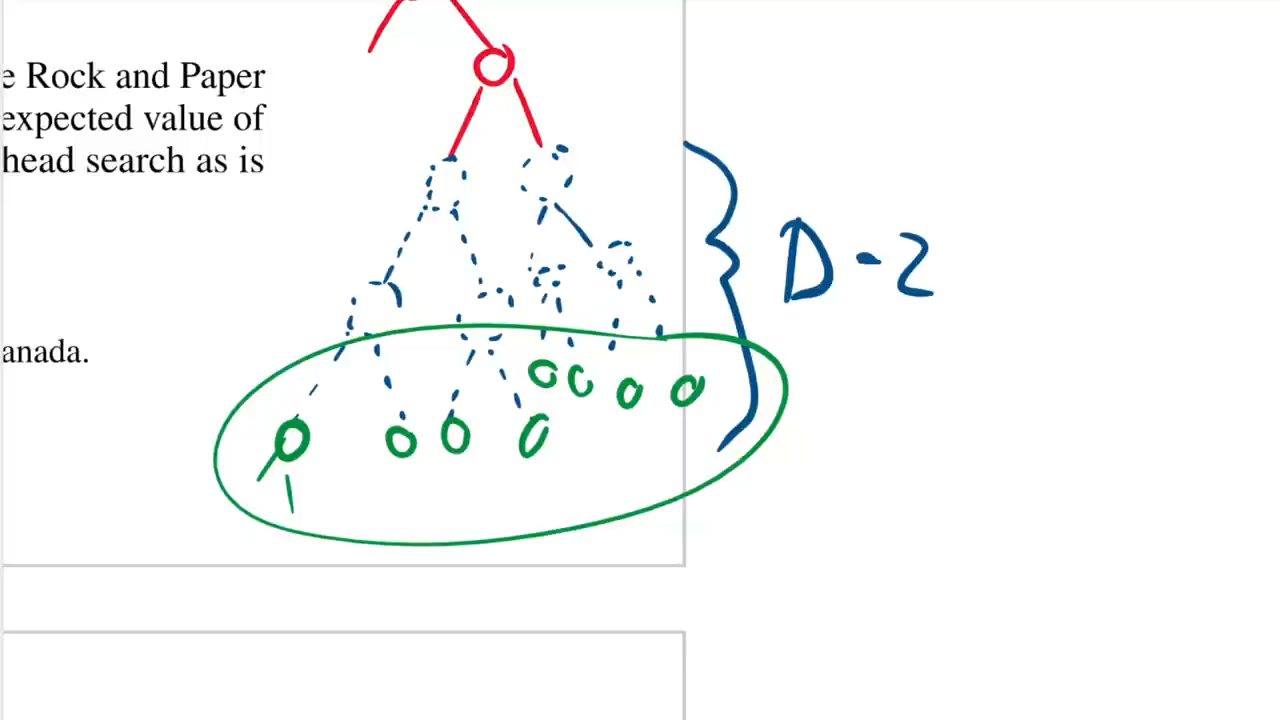 e Rock and Paper
expected value of
head search as is
D-2
anada.